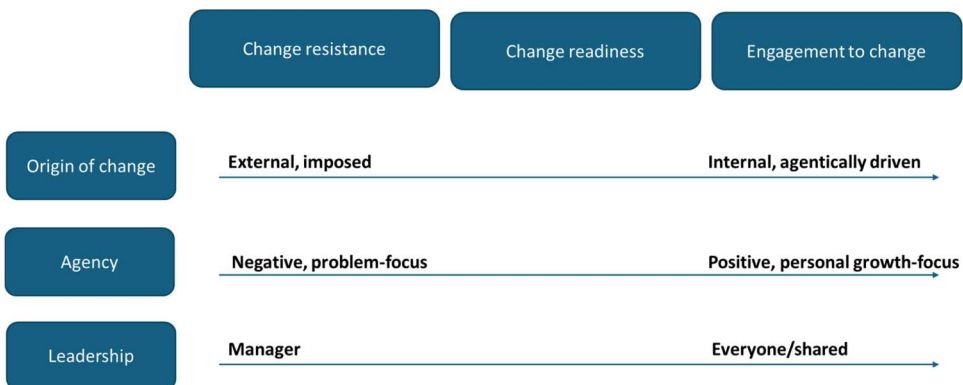 Change resistance
Change readiness
Engagement to change
Origin of change
External, imposed
Internal, agentically driven
Agency
Negative, problem-focus
Positive, personal growth-focus
Leadership
Manager
Everyone/shared